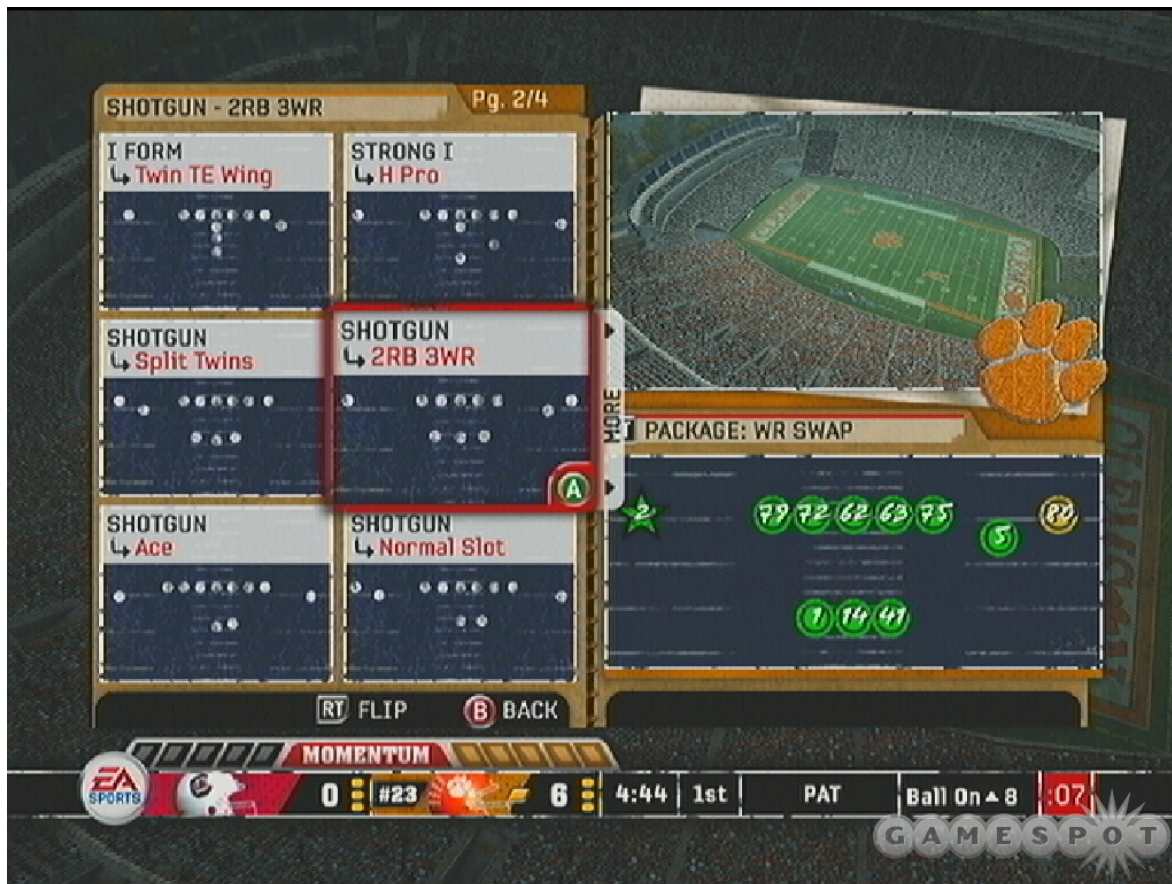 SHOTGUN - 2RB 3WR
Pg. 2/4
I FORM
Twin TE Wing
STRONG I
H Pro
SHOTGUN
Split Twins
SHOTGUN
2RB 3WR
A
SHOTGUN
Ace
SHOTGUN
Normal Slot
MORE
PACKAGE: WR SWAP
2
79 72 62 63 75
5
80
1 14 41
RT FLIP
B BACK
MOMENTUM
EA
SPORTS
0
#23
6
4:44
1st
PAT
Ball On 8
:07
GAMESPOT
CLEMSON